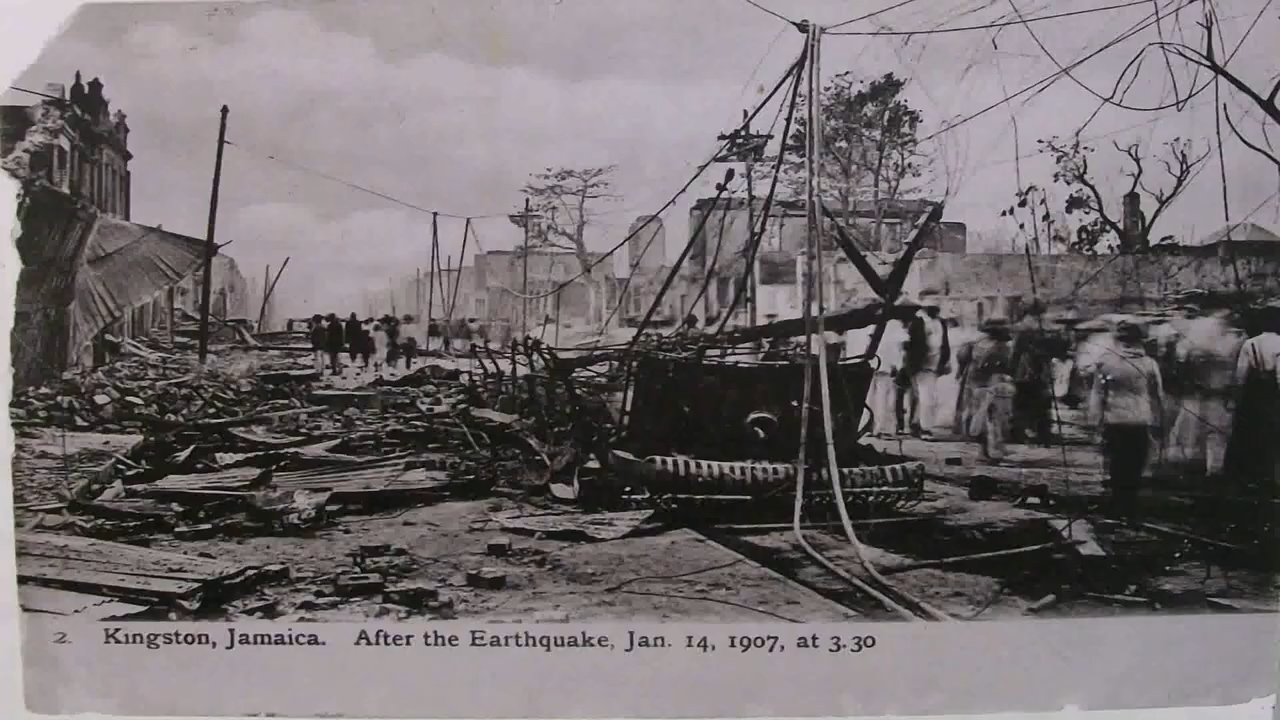 2. Kingston, Jamaica. After the Earthquake, Jan. 14, 1907, at 3.30